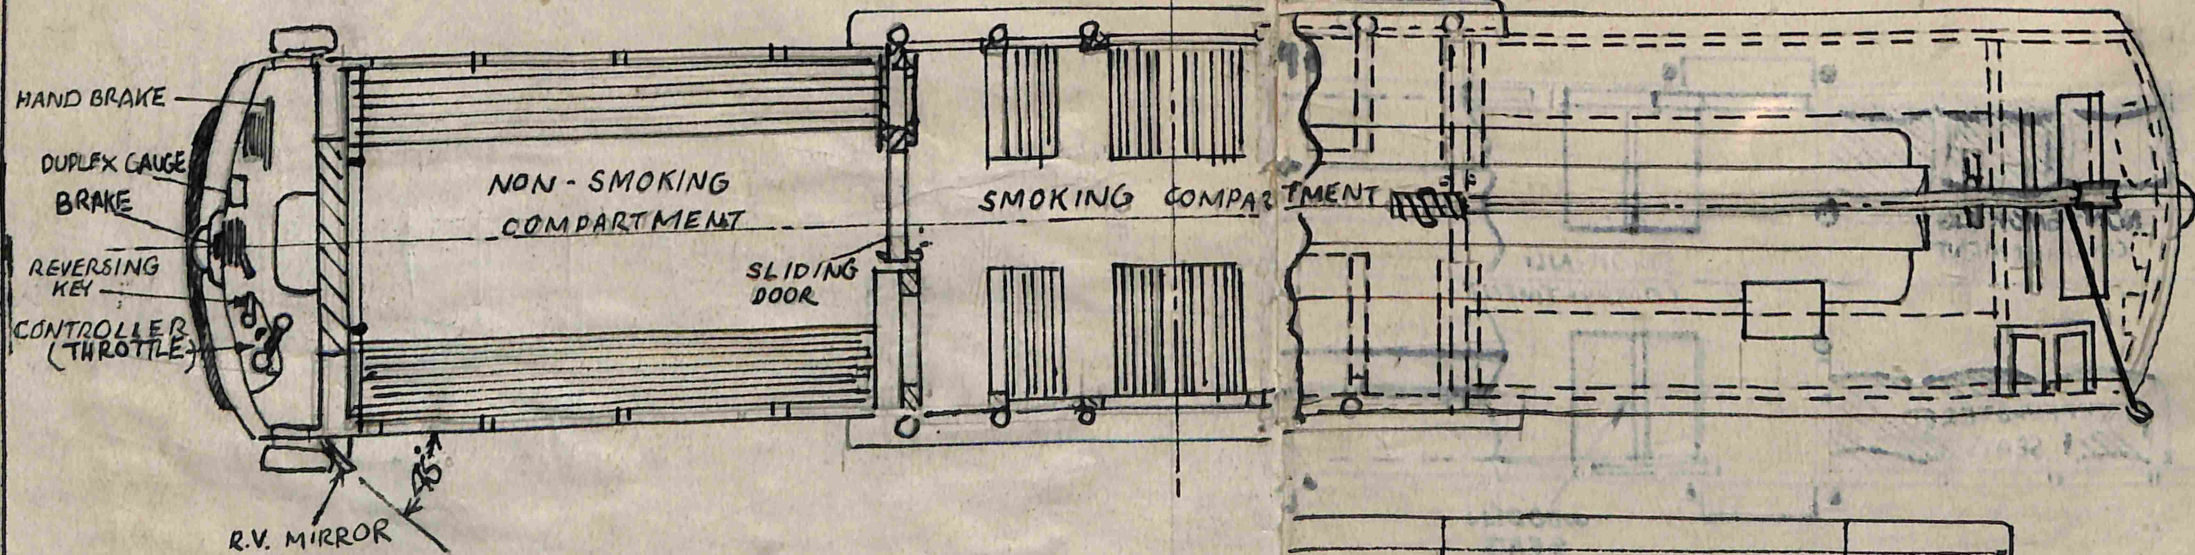 HAND BRAKE
DUPLEX GAUGE
BRAKE
REVERSING
KEY
CONTROLLER
(THROTTLE)
NON-SMOKING
COMPARTMENT
SLIDING
DOOR
SMOKING COMPARTMENT
45°
R.V. MIRROR